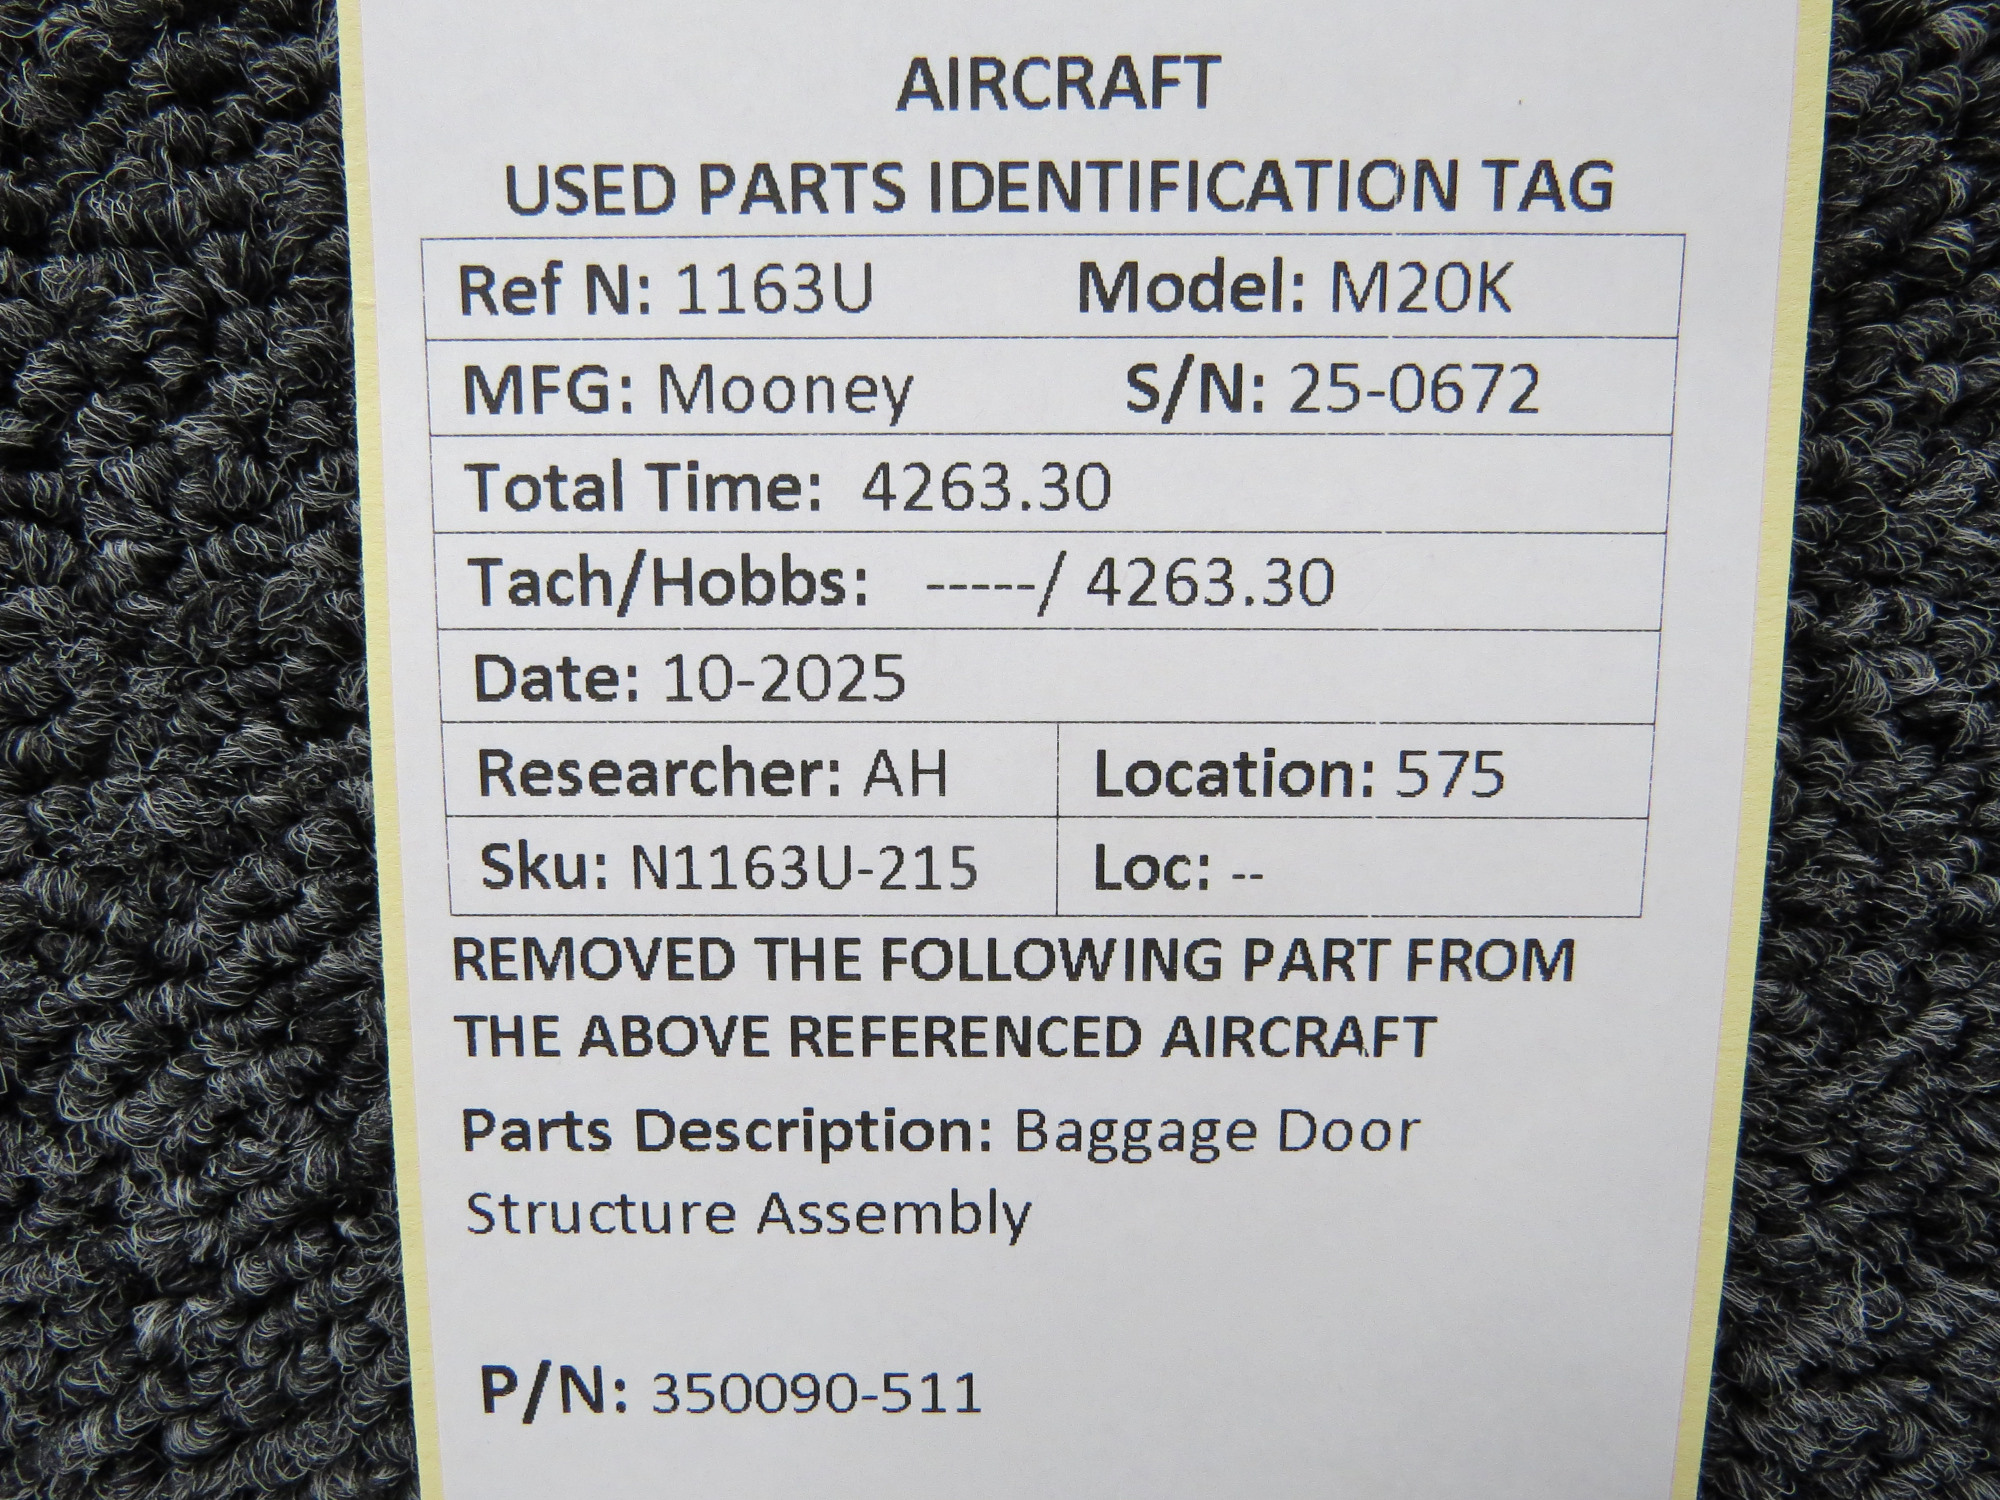 AIRCRAFT
USED PARTS IDENTIFICATION TAG
Ref N: 1163U Model: M20K
MFG: Mooney S/N: 25-0672
Total Time: 4263.30
Tach/Hobbs: -----/ 4263.30
Date: 10-2025
Researcher: AH Location: 575
Sku: N1163U-215 Loc: --
REMOVED THE FOLLOWING PART FROM
THE ABOVE REFERENCED AIRCRAFT
Parts Description: Baggage Door
Structure Assembly
P/N: 350090-511